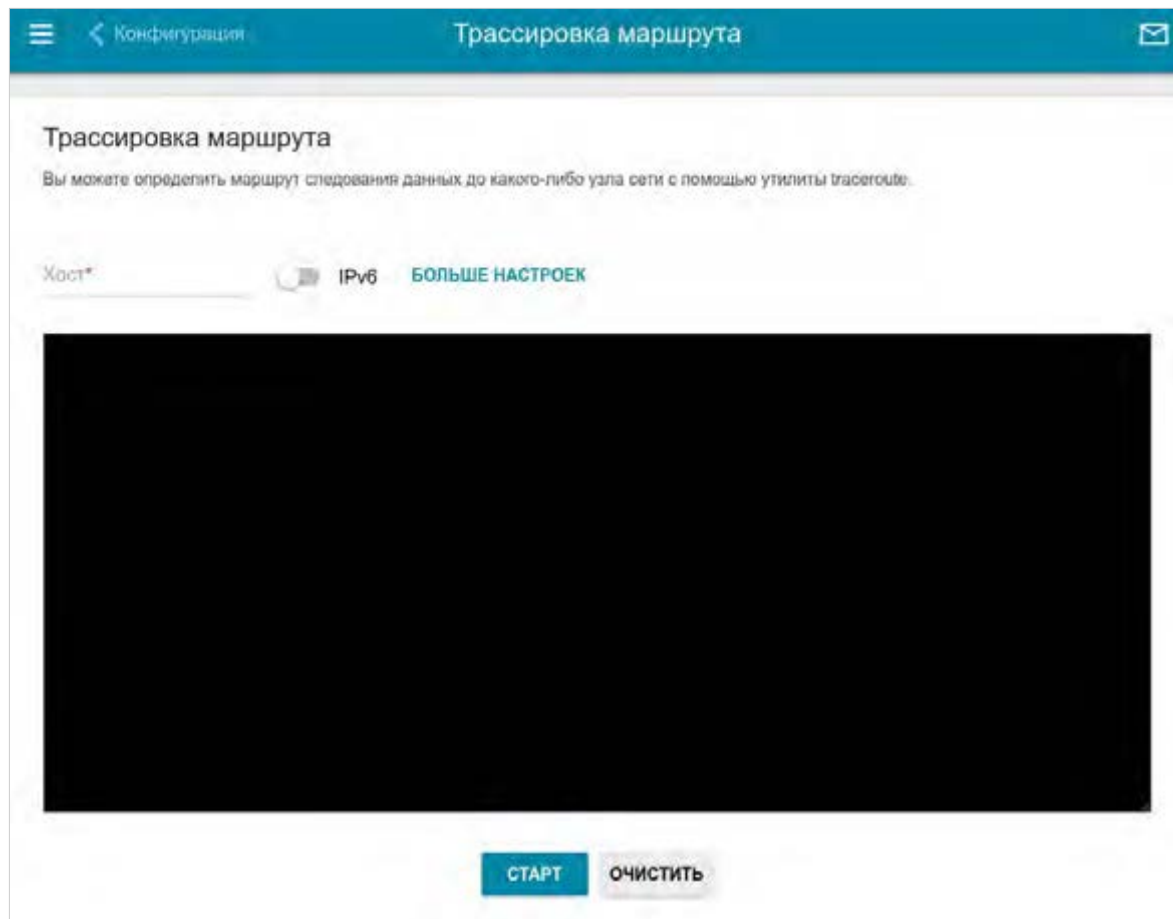 Конфигурация
Трассировка маршрута
Трассировка маршрута
Вы можете определить маршрут следования данных до какого-либо узла сети с помощью утилиты traceroute.
Хост* IPv6 БОЛЬШЕ НАСТРОЕК
СТАРТ ОЧИСТИТЬ